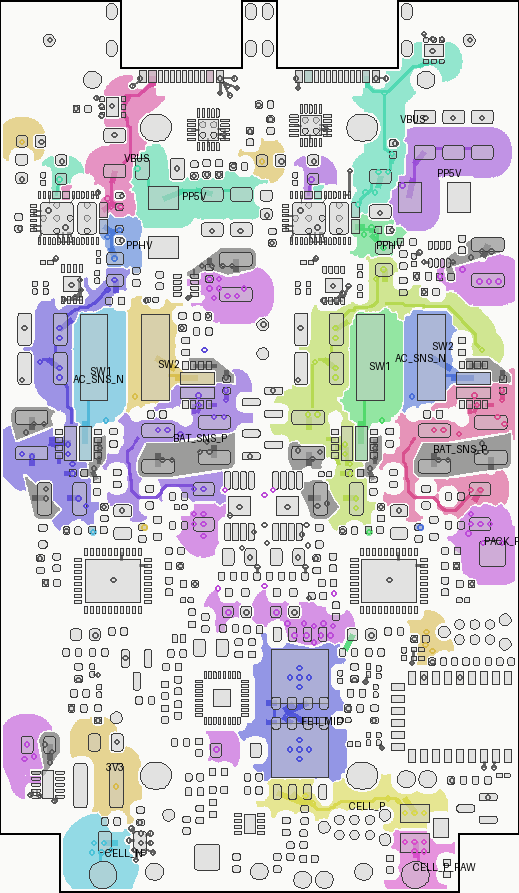 VBUS
VBUS
PP5V
PP5V
PPHV
PPHV
SW2
SW2
SW1
SW1
AC_SNS_N
AC_SNS_N
BAT_SNS_P
BAT_SNS_P
FET_MID
3V3
CELL_P
CELL_N
CELL_P_RAW